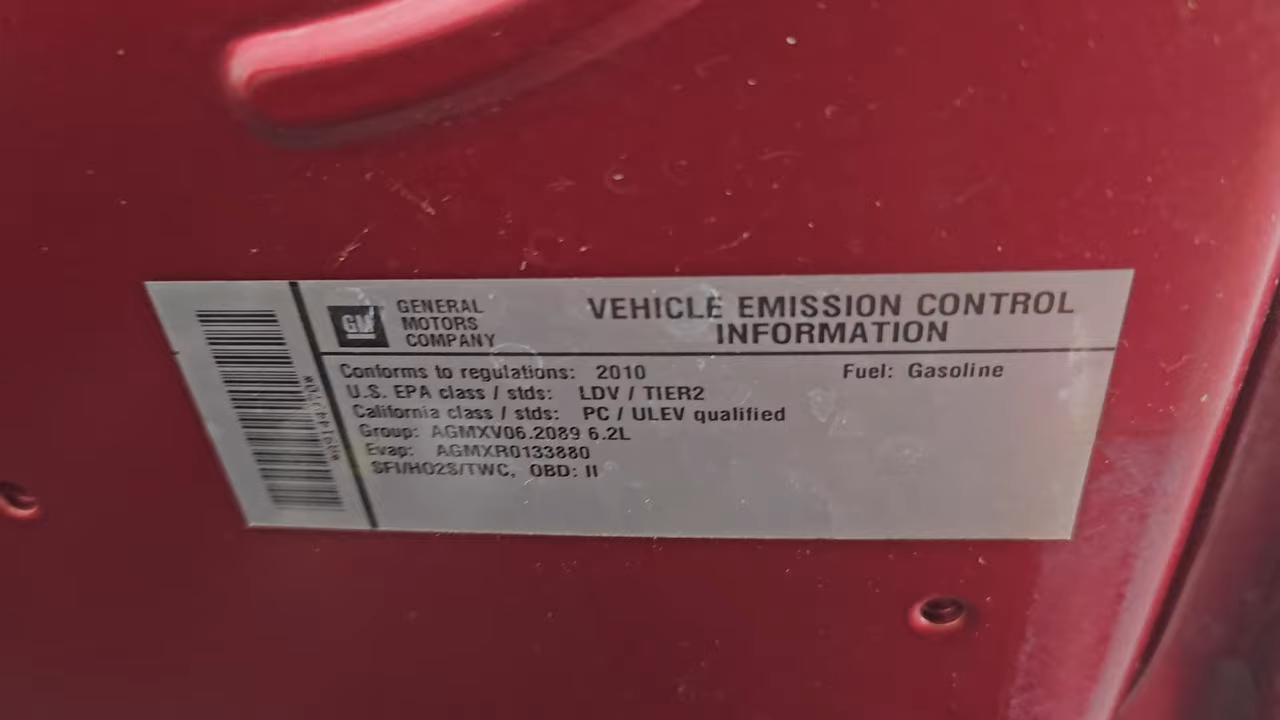 GM
GENERAL
MOTORS
COMPANY
VEHICLE EMISSION CONTROL
INFORMATION
Conforms to regulations: 2010
Fuel: Gasoline
U.S. EPA class / stds: LDV / TIER2
California class / stds: PC / ULEV qualified
Group: AGMXV06.2089 6.2L
Evap: AGMXR0133880
SFI/HO2S/TWC, OBD: II